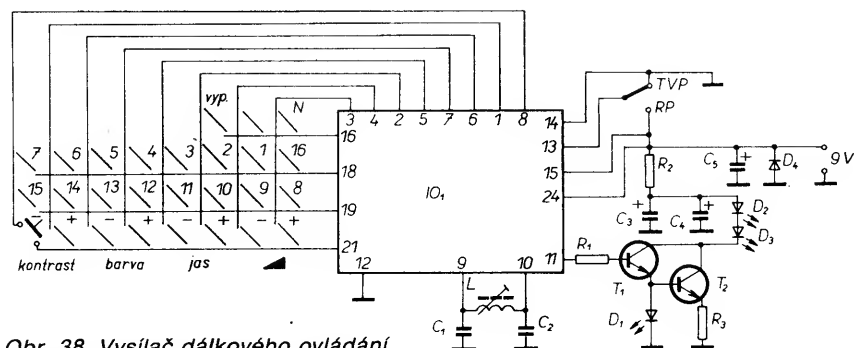 vyp.
N
3 4 2 5 7 6 1 8
16
14
TVP
RP
13
7 6 5 4 3 2 1 16
18
15
R2
C5 +
D4
9V
24
15 14 13 12 11 10 9 8
19
IO1
− + − + − + − +
+ C3
+ C4
D2
D3
21
kontrast barva jas
12
9
10
11
R1
T1
T2
L
C1
C2
D1
R3
Obr. 38. Vysílač dálkového ovládání